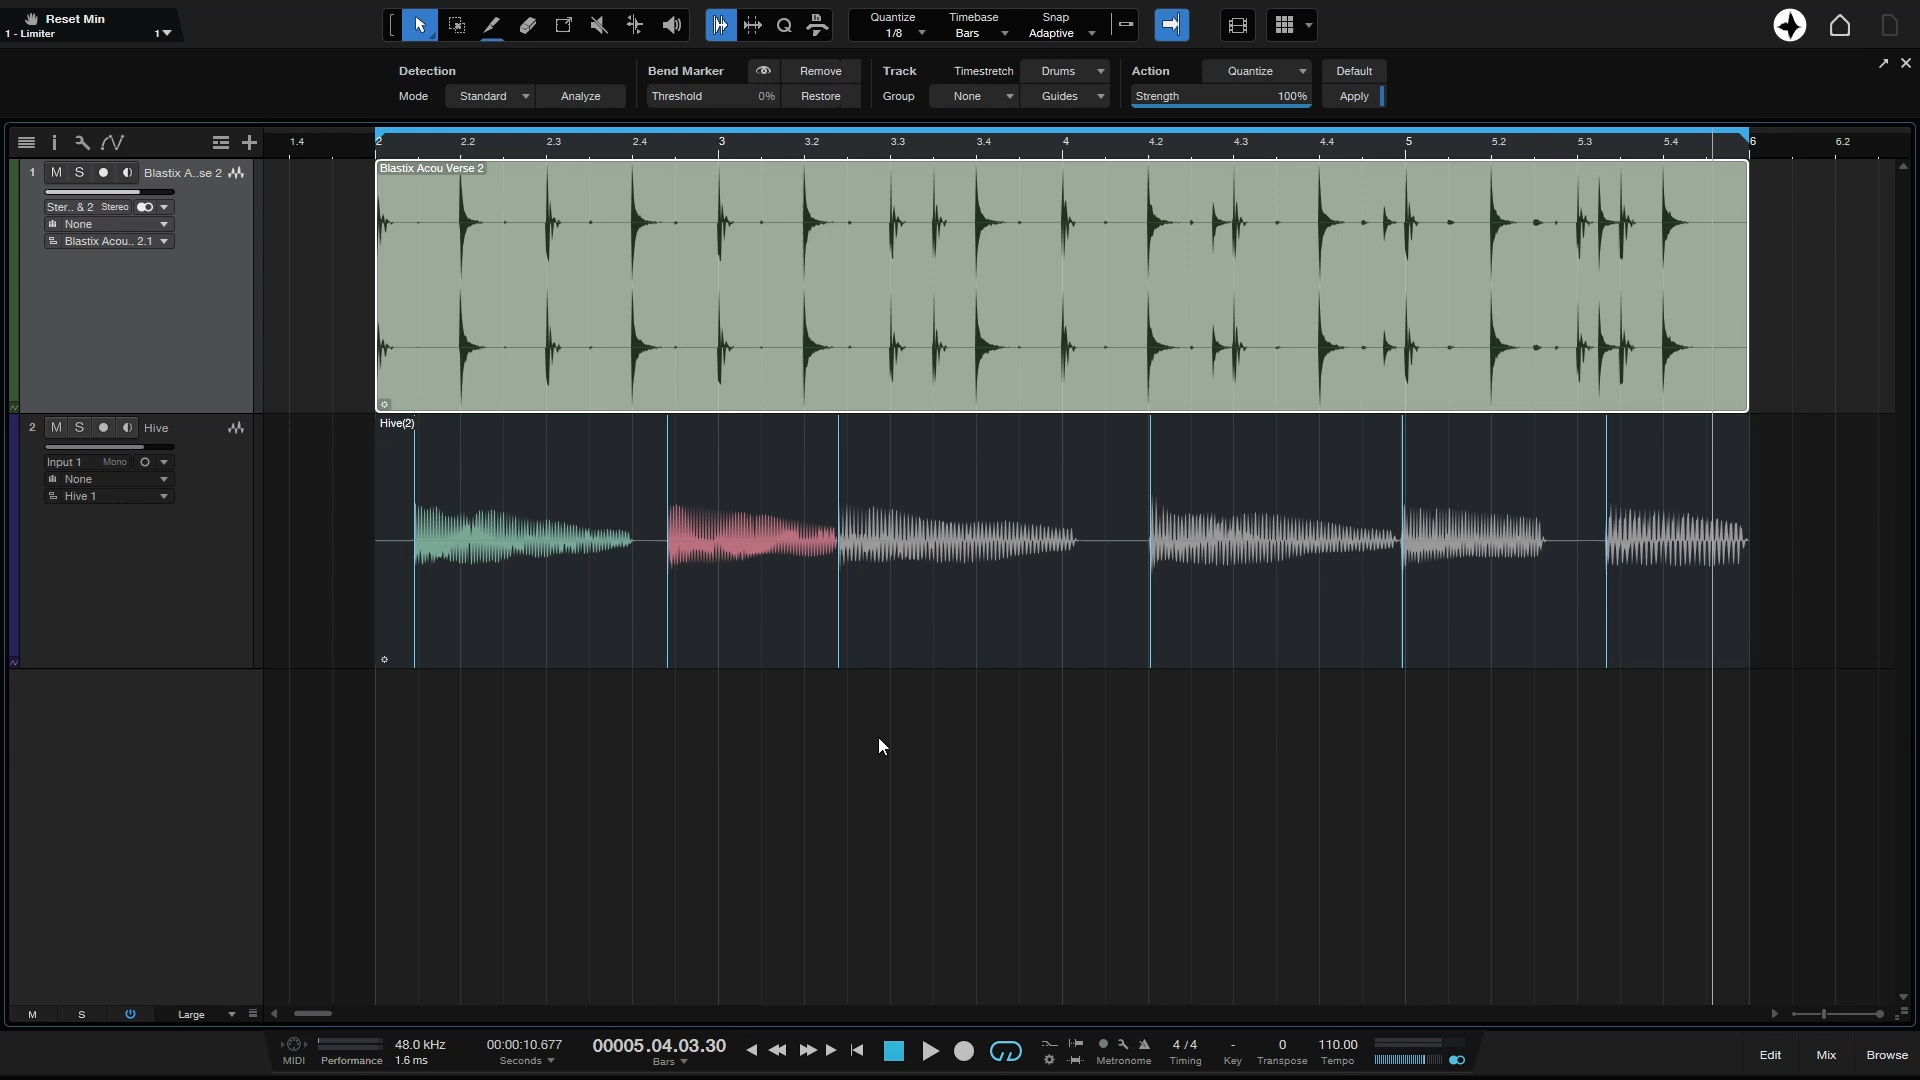 Reset Min
1 - Limiter 1
Quantize
1/8
Timebase
Bars
Snap
Adaptive
Q
Detection
Mode Standard Analyze
Bend Marker Remove
Threshold 0% Restore
Track Timestretch Drums
Group None Guides
Action Quantize Default
Strength 100% Apply
1.4 2 2.2 2.3 2.4 3 3.2 3.3 3.4 4 4.2 4.3 4.4 5 5.2 5.3 5.4 6 6.2
1 M S Blastix A..se 2
Ster.. & 2 Stereo
None
Blastix Acou.. 2.1
Blastix Acou Verse 2
2 M S Hive
Input 1 Mono
None
Hive 1
Hive(2)
M S Large
MIDI
Performance
48.0 kHz
1.6 ms
00:00:10.677
Seconds
00005.04.03.30
Bars
Metronome
4 / 4
Timing
-
Key
0
Transpose
110.00
Tempo
Edit Mix Browse